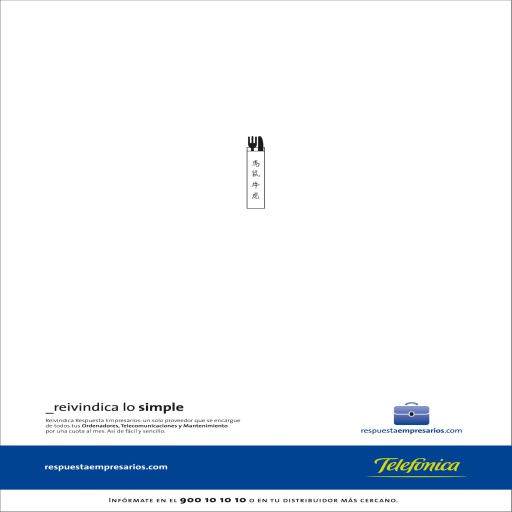 馬
鼠
牛
虎
_reivindica lo simple
Reivindica Respuesta Empresarios: un solo proveedor que se encargue
de todos tus Ordenadores, Telecomunicaciones y Mantenimiento
por una cuota al mes. Así de fácil y sencillo.
respuestaempresarios.com
respuestaempresarios.com
Telefónica
Infórmate en el 900 10 10 10 o en tu distribuidor más cercano.